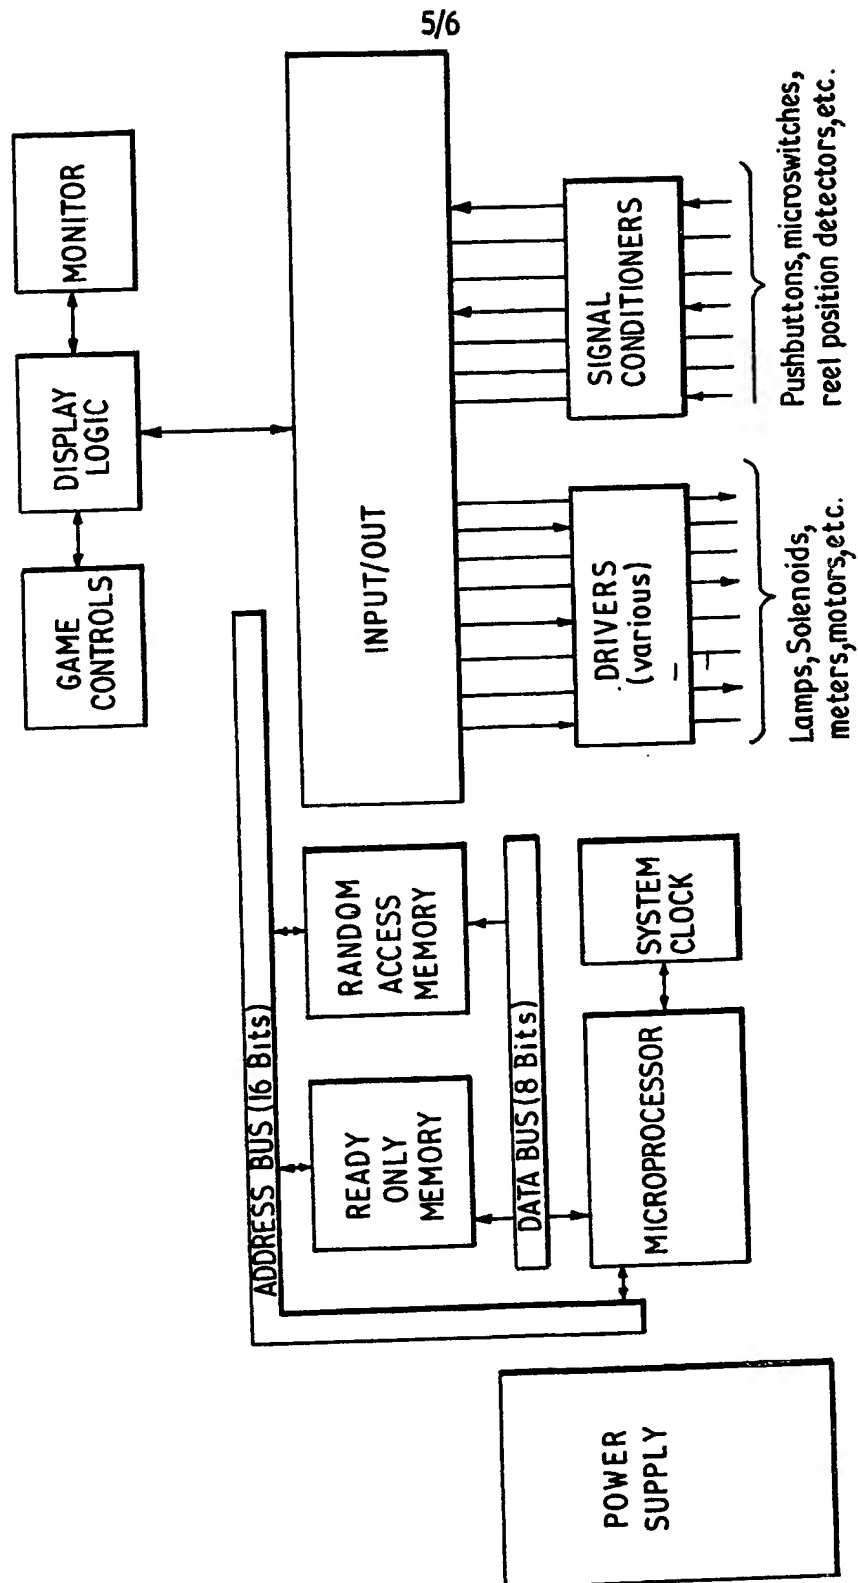 5/6
MONITOR
DISPLAY
LOGIC
GAME
CONTROLS
INPUT/OUT
SIGNAL
CONDITIONERS
Pushbuttons, microswitches,
reel position detectors, etc.
DRIVERS
(various)
Lamps, Solenoids,
meters, motors, etc.
ADDRESS BUS (16 Bits)
RANDOM
ACCESS
MEMORY
READY
ONLY
MEMORY
DATA BUS (8 Bits)
SYSTEM
CLOCK
MICROPROCESSOR
POWER
SUPPLY